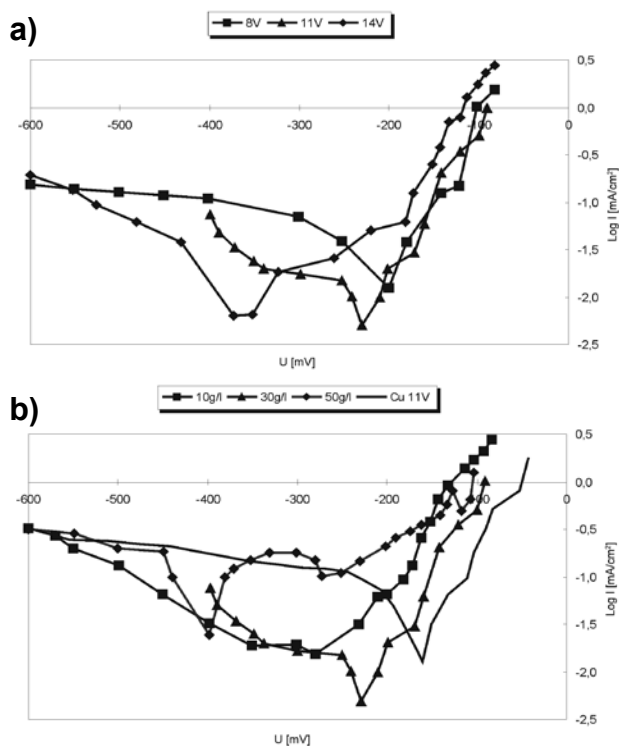 a)
8V 11V 14V
0,5
-600 -500 -400 -300 -200 -100 0
0,0
-0,5
-1,0
-1,5
-2,0
-2,5
Log I [mA/cm²]
U [mV]
b)
10g/l 30g/l 50g/l Cu 11V
0,5
-600 -500 -400 -300 -200 -100 0
0,0
-0,5
-1,0
-1,5
-2,0
-2,5
Log I [mA/cm²]
U [mV]